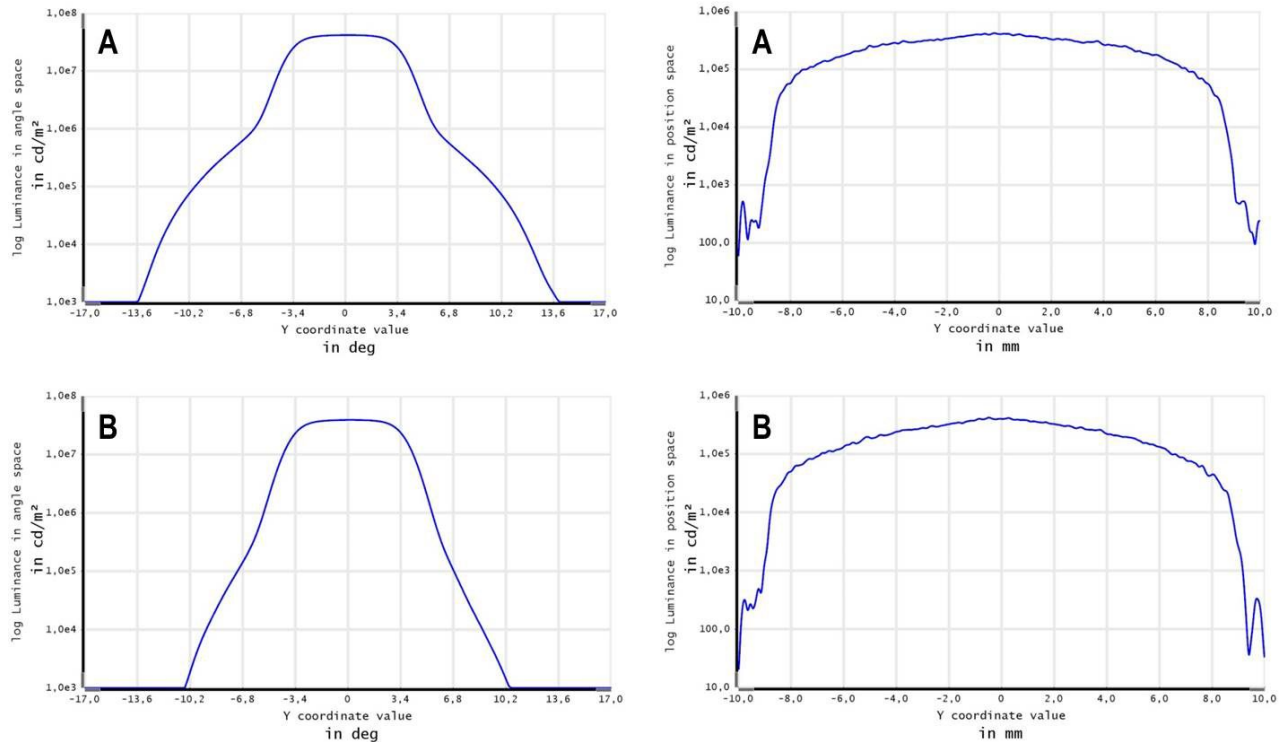 A
log Luminance in angle space
in cd/m²
1,0e8
1,0e7
1,0e6
1,0e5
1,0e4
1,0e3
-17,0 -13,6 -10,2 -6,8 -3,4 0 3,4 6,8 10,2 13,6 17,0
Y coordinate value
in deg
A
log Luminance in position space
in cd/m²
1,0e6
1,0e5
1,0e4
1,0e3
100,0
10,0
-10,0 -8,0 -6,0 -4,0 -2,0 0 2,0 4,0 6,0 8,0 10,0
Y coordinate value
in mm
B
log Luminance in angle space
in cd/m²
1,0e8
1,0e7
1,0e6
1,0e5
1,0e4
1,0e3
-17,0 -13,6 -10,2 -6,8 -3,4 0 3,4 6,8 10,2 13,6 17,0
Y coordinate value
in deg
B
log Luminance in position space
in cd/m²
1,0e6
1,0e5
1,0e4
1,0e3
100,0
10,0
-10,0 -8,0 -6,0 -4,0 -2,0 0 2,0 4,0 6,0 8,0 10,0
Y coordinate value
in mm